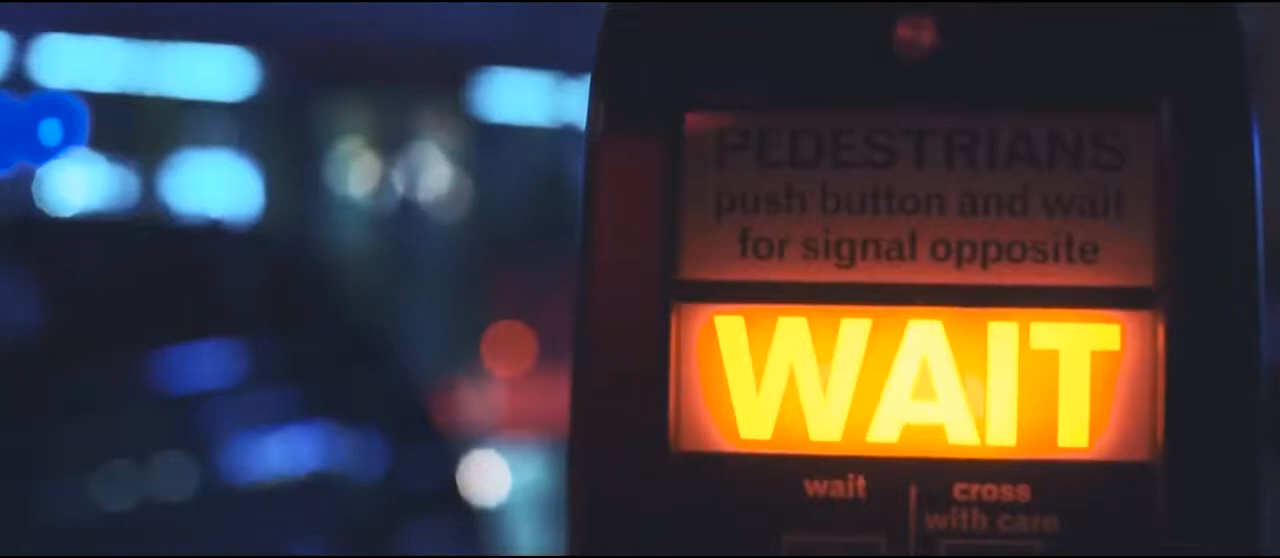 PEDESTRIANS
push button and wait
for signal opposite
WAIT
wait
cross
with care